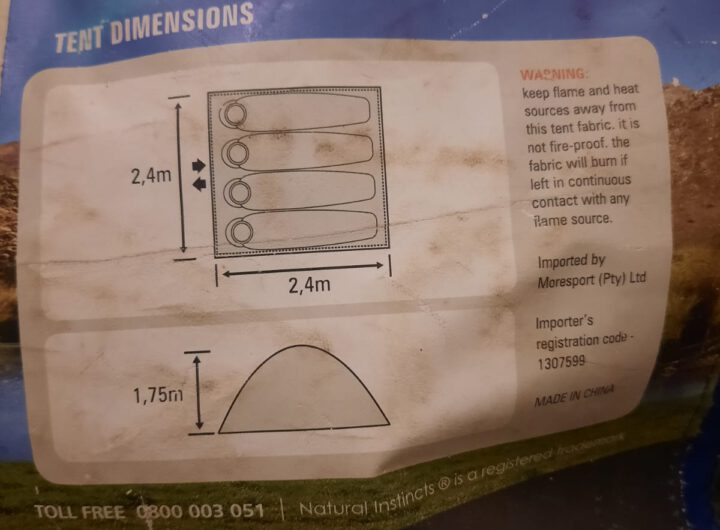 TENT DIMENSIONS
2,4m
2,4m
1,75m
WARNING:
keep flame and heat
sources away from
this tent fabric. it is
not fire-proof. the
fabric will burn if
left in continuous
contact with any
flame source.
Imported by
Moresport (Pty) Ltd
Importer's
registration code -
1307599
MADE IN CHINA
TOLL FREE 0800 003 051 | Natural Instincts ® is a registered trademark